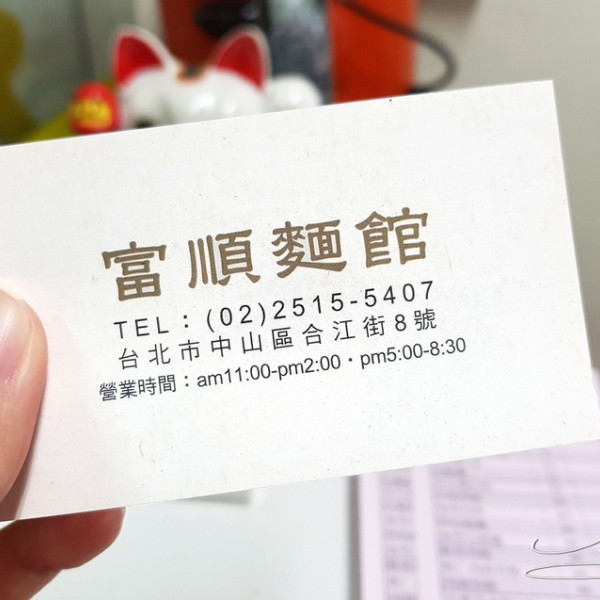 富順麵館
TEL：(02)2515-5407
台北市中山區合江街8號
營業時間：am11:00-pm2:00・pm5:00-8:30